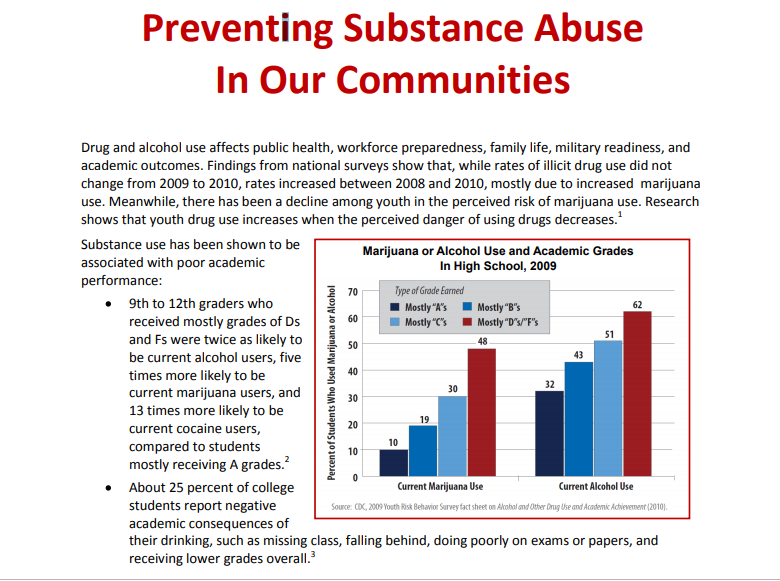 Preventing Substance Abuse
In Our Communities
Drug and alcohol use affects public health, workforce preparedness, family life, military readiness, and
academic outcomes. Findings from national surveys show that, while rates of illicit drug use did not
change from 2009 to 2010, rates increased between 2008 and 2010, mostly due to increased marijuana
use. Meanwhile, there has been a decline among youth in the perceived risk of marijuana use. Research
shows that youth drug use increases when the perceived danger of using drugs decreases.1
Substance use has been shown to be
associated with poor academic
performance:
• 9th to 12th graders who
received mostly grades of Ds
and Fs were twice as likely to
be current alcohol users, five
times more likely to be
current marijuana users, and
13 times more likely to be
current cocaine users,
compared to students
mostly receiving A grades.2
• About 25 percent of college
students report negative
academic consequences of
their drinking, such as missing class, falling behind, doing poorly on exams or papers, and
receiving lower grades overall.3
Marijuana or Alcohol Use and Academic Grades
In High School, 2009
Percent of Students Who Used Marijuana or Alcohol
Type of Grade Earned
Mostly "A"s
Mostly "B"s
Mostly "C"s
Mostly "D"s/"F"s
70
60
50
40
30
20
10
0
10
19
30
48
32
43
51
62
Current Marijuana Use
Current Alcohol Use
Source: CDC, 2009 Youth Risk Behavior Survey fact sheet on Alcohol and Other Drug Use and Academic Achievement (2010).